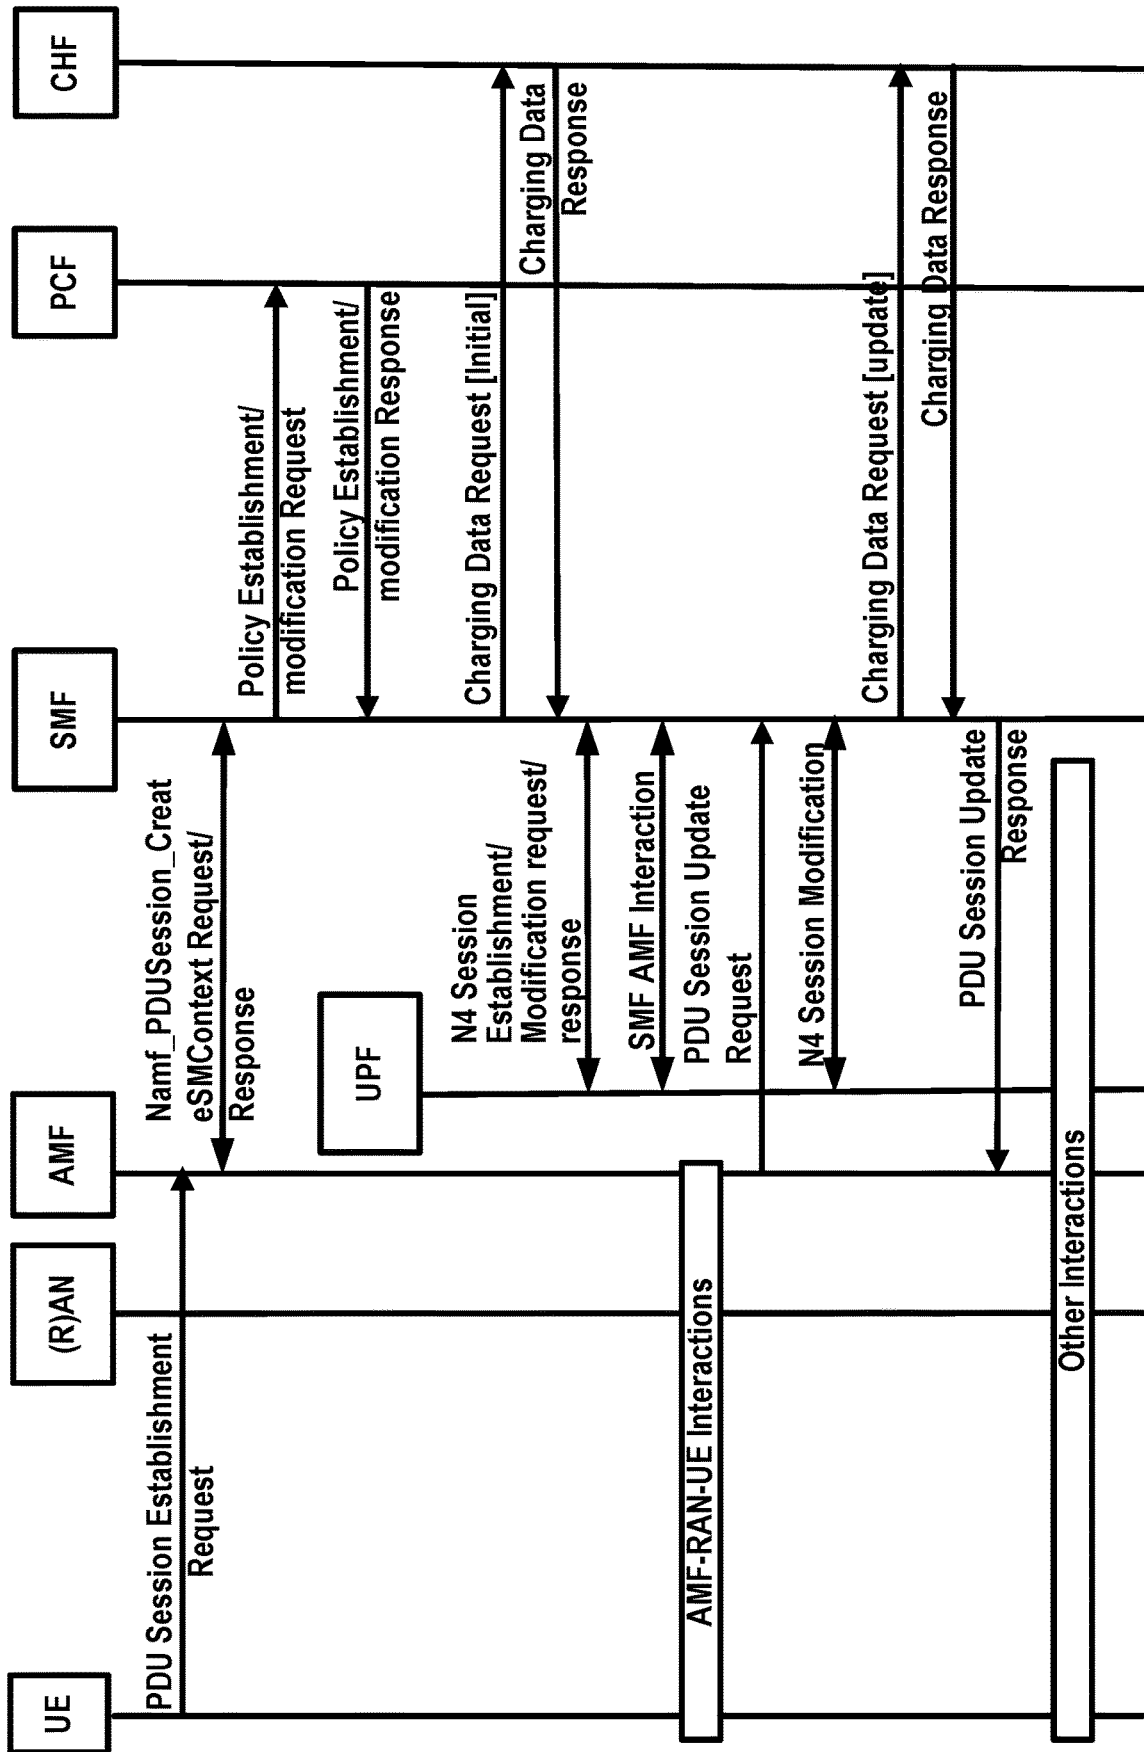 UE
(R)AN
AMF
SMF
PCF
CHF
PDU Session Establishment
Request
Namf_PDUSession_Creat
eSMContext Request/
Response
Policy Establishment/
modification Request
UPF
Policy Establishment/
modification Response
Charging Data Request [Initial]
Charging Data
Response
N4 Session
Establishment/
Modification request/
response
SMF AMF Interaction
AMF-RAN-UE Interactions
PDU Session Update
Request
N4 Session Modification
Charging Data Request [update]
Charging Data Response
PDU Session Update
Response
Other Interactions